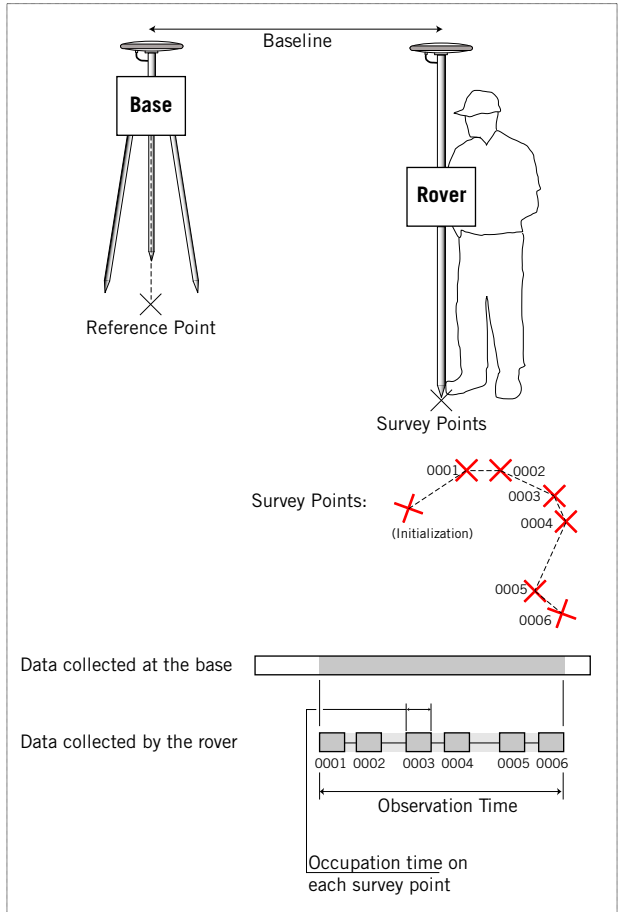 Baseline
Base
Rover
Reference Point
Survey Points
0001
0002
0003
Survey Points:
0004
(Initialization)
0005
0006
Data collected at the base
Data collected by the rover
0001 0002 0003 0004 0005 0006
Observation Time
Occupation time on
each survey point